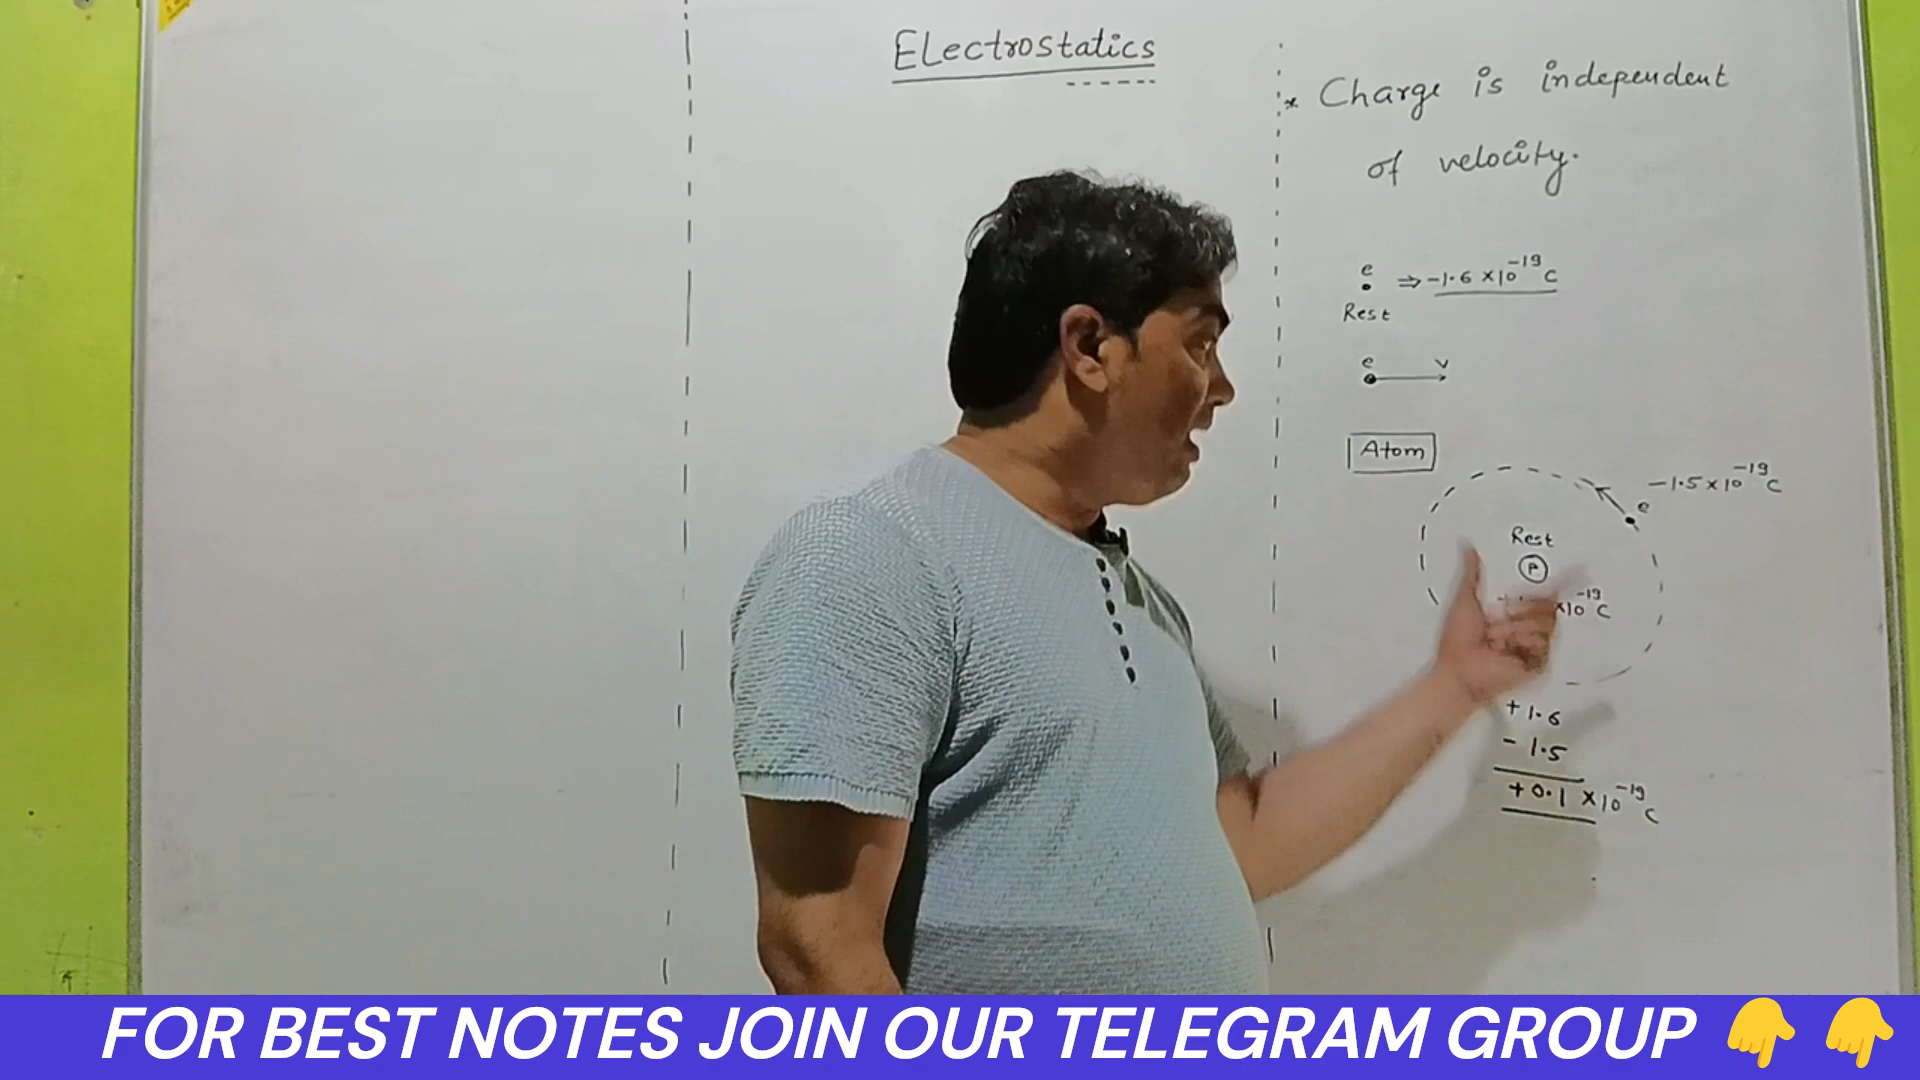 Electrostatics
* Charge is independent
of velocity.
e ⇒ -1.6 ×10⁻¹⁹ C
Rest
e v
Atom
-1.5×10⁻¹⁹ C
e
Rest
P
×10⁻¹⁹ C
+1.6
- 1.5
+0.1 ×10⁻¹⁹ C
FOR BEST NOTES JOIN OUR TELEGRAM GROUP 👇 👇